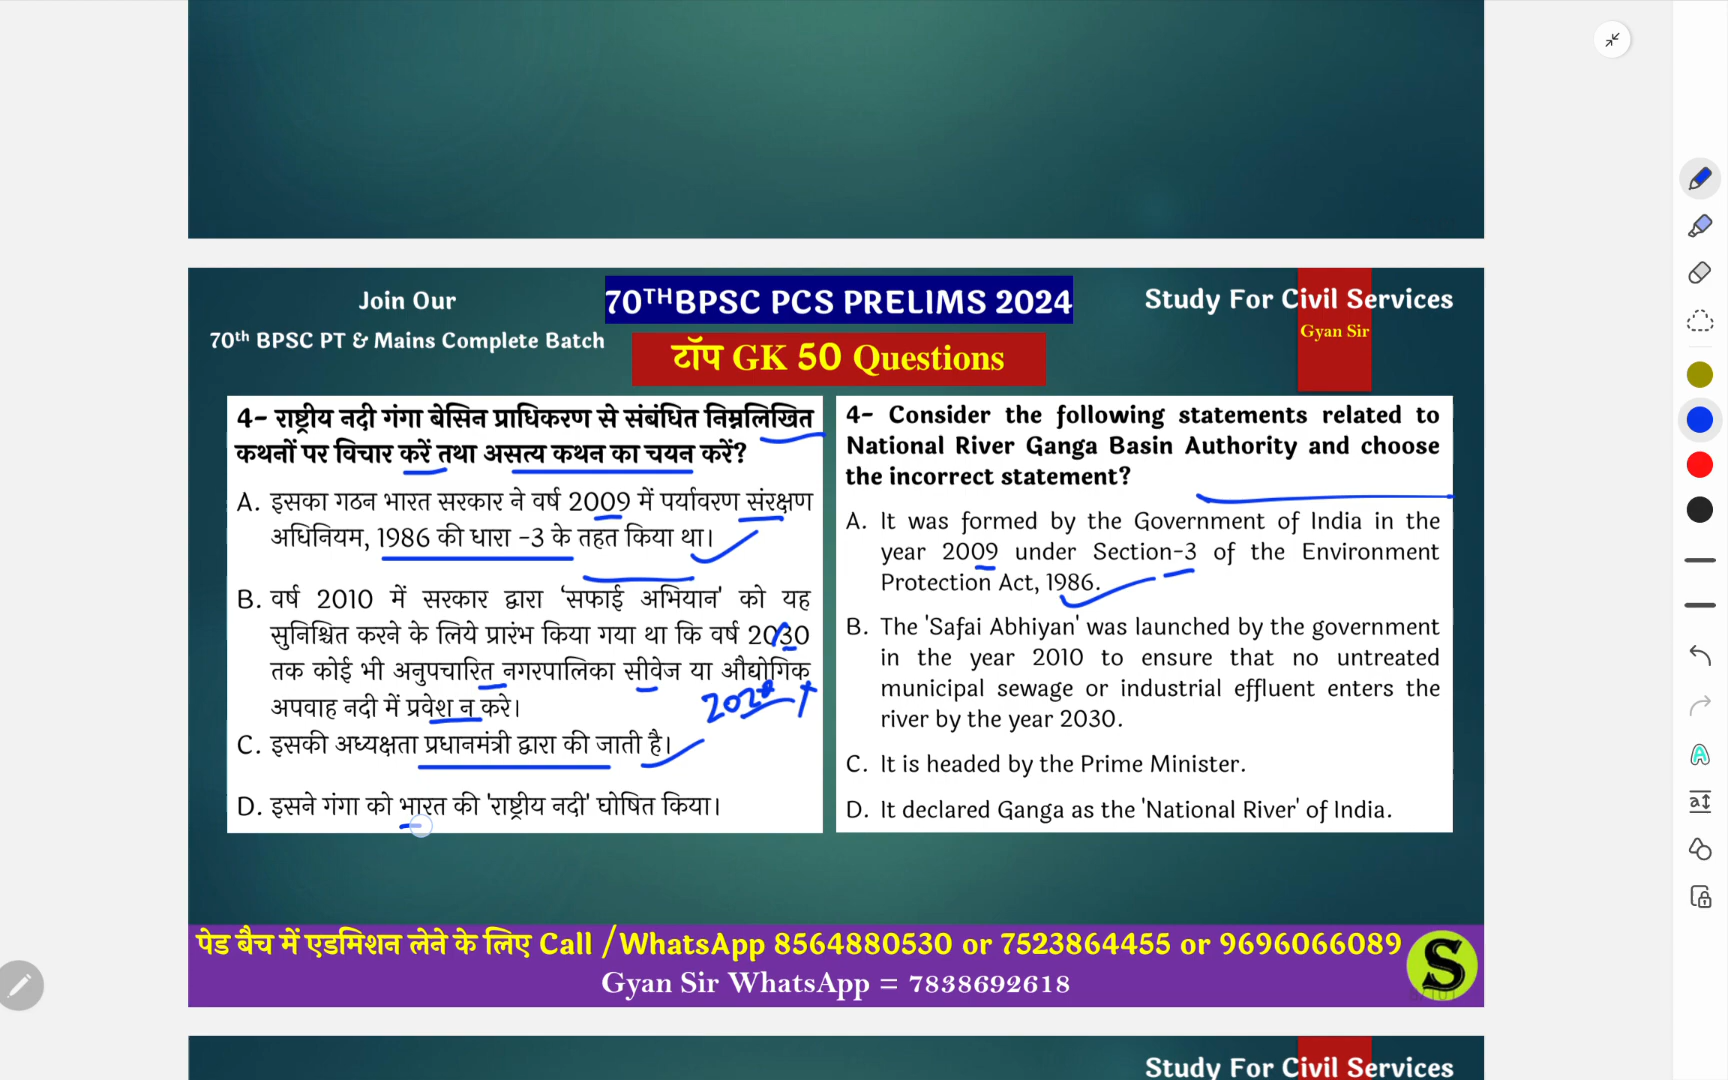 Join Our
70th BPSC PT & Mains Complete Batch
70THBPSC PCS PRELIMS 2024
टॉप GK 50 Questions
Study For Civil Services
Gyan Sir
4- राष्ट्रीय नदी गंगा बेसिन प्राधिकरण से संबंधित निम्नलिखित
कथनों पर विचार करें तथा असत्य कथन का चयन करें?
A. इसका गठन भारत सरकार ने वर्ष 2009 में पर्यावरण संरक्षण
अधिनियम, 1986 की धारा -3 के तहत किया था।
B. वर्ष 2010 में सरकार द्वारा 'सफाई अभियान' को यह
सुनिश्चित करने के लिये प्रारंभ किया गया था कि वर्ष 2030
तक कोई भी अनुपचारित नगरपालिका सीवेज या औद्योगिक
अपवाह नदी में प्रवेश न करे।
C. इसकी अध्यक्षता प्रधानमंत्री द्वारा की जाती है।
D. इसने गंगा को भारत की 'राष्ट्रीय नदी' घोषित किया।
4- Consider the following statements related to
National River Ganga Basin Authority and choose
the incorrect statement?
A. It was formed by the Government of India in the
year 2009 under Section-3 of the Environment
Protection Act, 1986.
B. The 'Safai Abhiyan' was launched by the government
in the year 2010 to ensure that no untreated
municipal sewage or industrial effluent enters the
river by the year 2030.
C. It is headed by the Prime Minister.
D. It declared Ganga as the 'National River' of India.
पेड बैच में एडमिशन लेने के लिए Call /WhatsApp 8564880530 or 7523864455 or 9696066089
Gyan Sir WhatsApp = 7838692618
S
Study For Civil Services